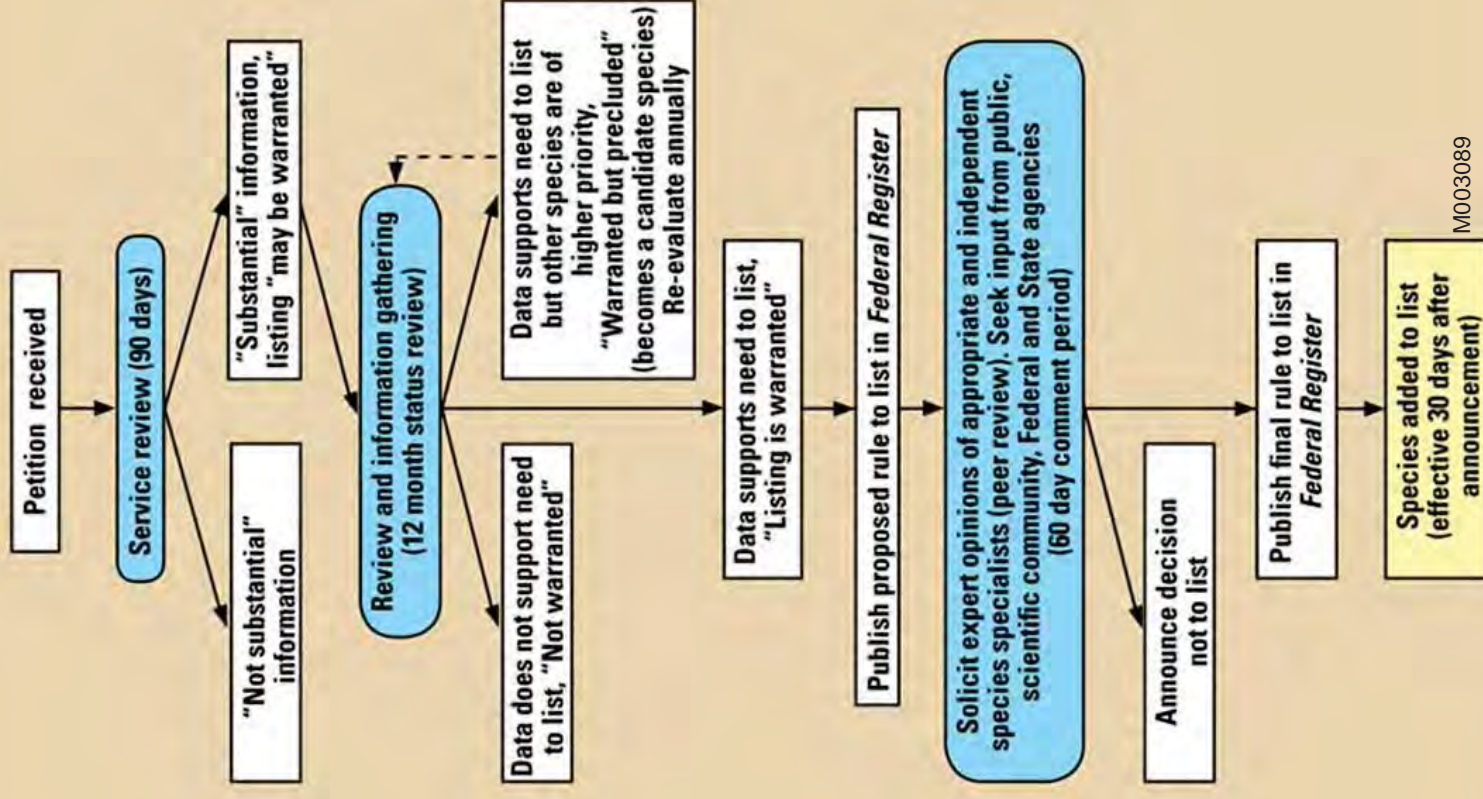 Petition received
Service review (90 days)
"Not substantial"
information
"Substantial" information,
listing "may be warranted"
Review and information gathering
(12 month status review)
Data does not support need
to list, "Not warranted"
Data supports need to list
but other species are of
higher priority,
"Warranted but precluded"
(becomes a candidate species)
Re-evaluate annually
Data supports need to list,
"Listing is warranted"
Publish proposed rule to list in Federal Register
Solicit expert opinions of appropriate and independent
species specialists (peer review). Seek input from public,
scientific community, Federal and State agencies
(60 day comment period)
Announce decision
not to list
Publish final rule to list in
Federal Register
Species added to list
(effective 30 days after
announcement)
M003089